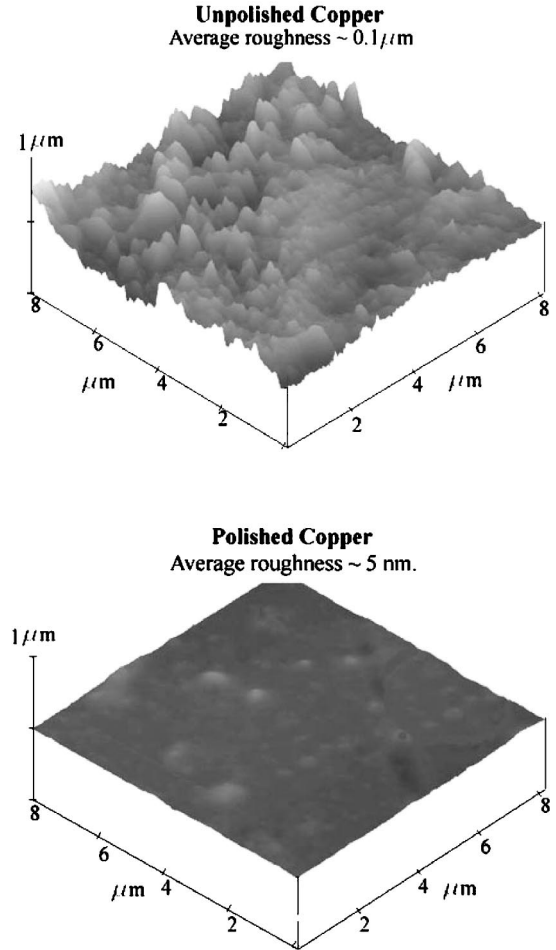 Unpolished Copper
Average roughness ~ 0.1μm
1μm
8
6
4
2
μm
2
4
6
8
μm
Polished Copper
Average roughness ~ 5 nm.
1μm
8
6
4
2
μm
2
4
6
8
μm